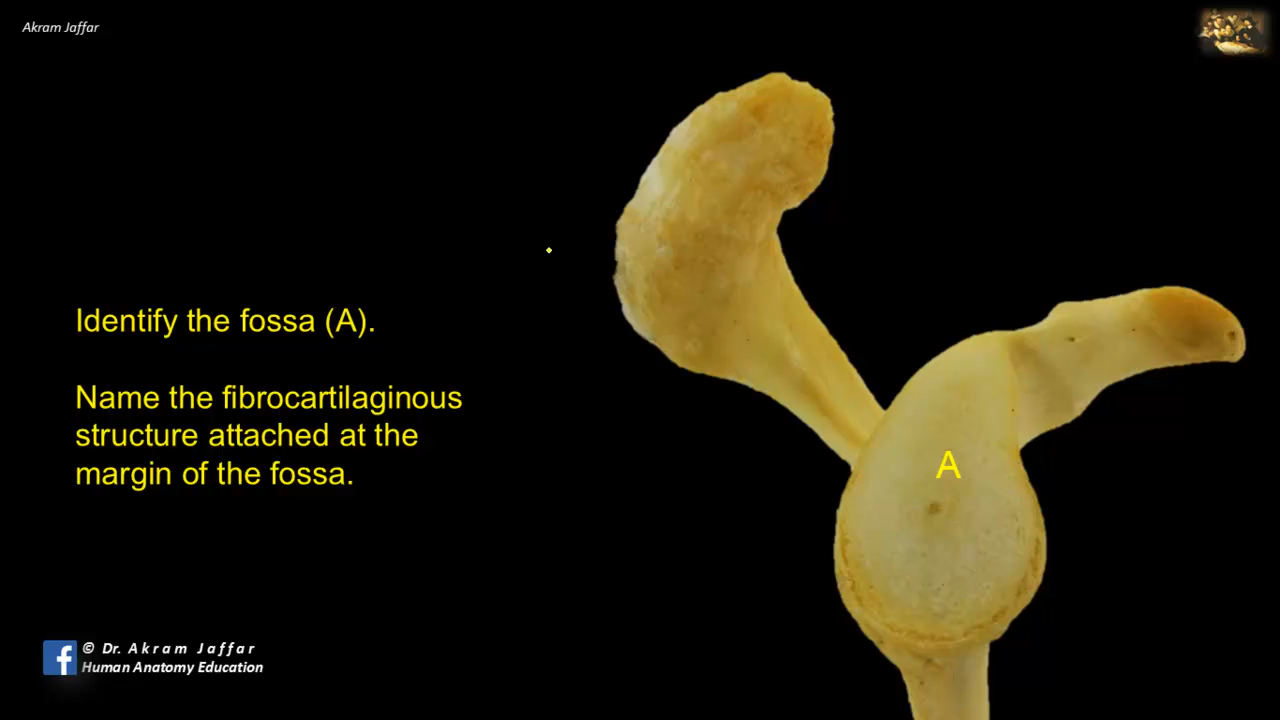 Akram Jaffar
Identify the fossa (A).
Name the fibrocartilaginous
structure attached at the
margin of the fossa.
A
f
© Dr. Akram Jaffar
Human Anatomy Education